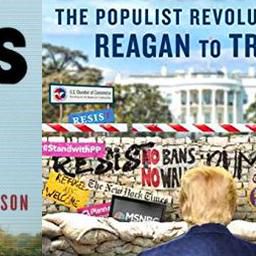 S
SON
THE POPULIST REVOLU
REAGAN TO TR
U.S. Chamber of Commerce
RESIS
#StandwithPP
RESIST
NO BANS
NO WA
REFUGEES
WELCOME
The New York Times
MSNBC